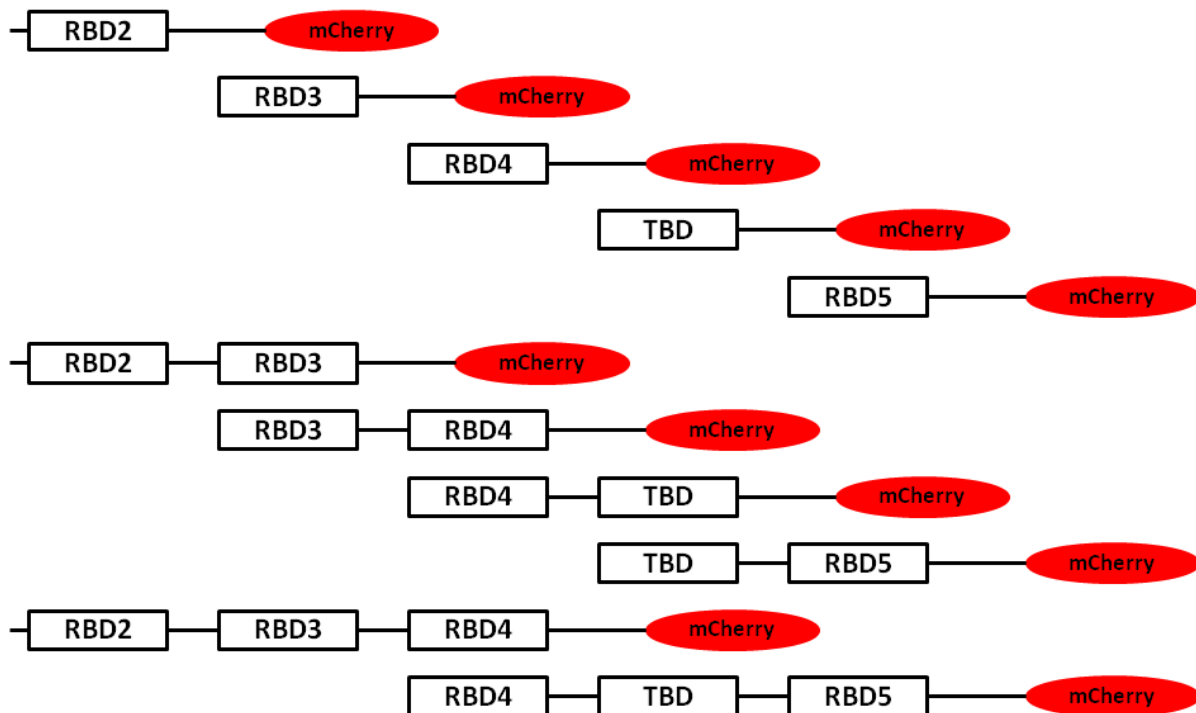 RBD2 mCherry
RBD3 mCherry
RBD4 mCherry
TBD mCherry
RBD5 mCherry
RBD2 RBD3 mCherry
RBD3 RBD4 mCherry
RBD4 TBD mCherry
TBD RBD5 mCherry
RBD2 RBD3 RBD4 mCherry
RBD4 TBD RBD5 mCherry